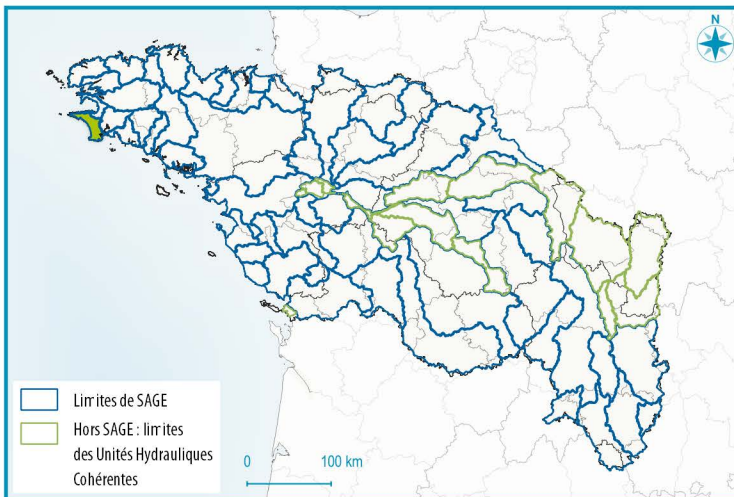 N
Limites de SAGE
Hors SAGE : limites
des Unités Hydrauliques
Cohérentes
0 100 km